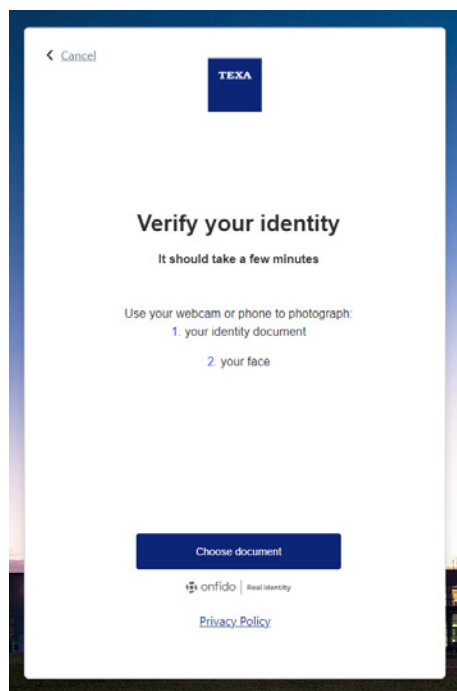 Cancel
TEXA
Verify your identity
It should take a few minutes
Use your webcam or phone to photograph:
1. your identity document
2. your face
Choose document
onfido | Real Identity
Privacy Policy